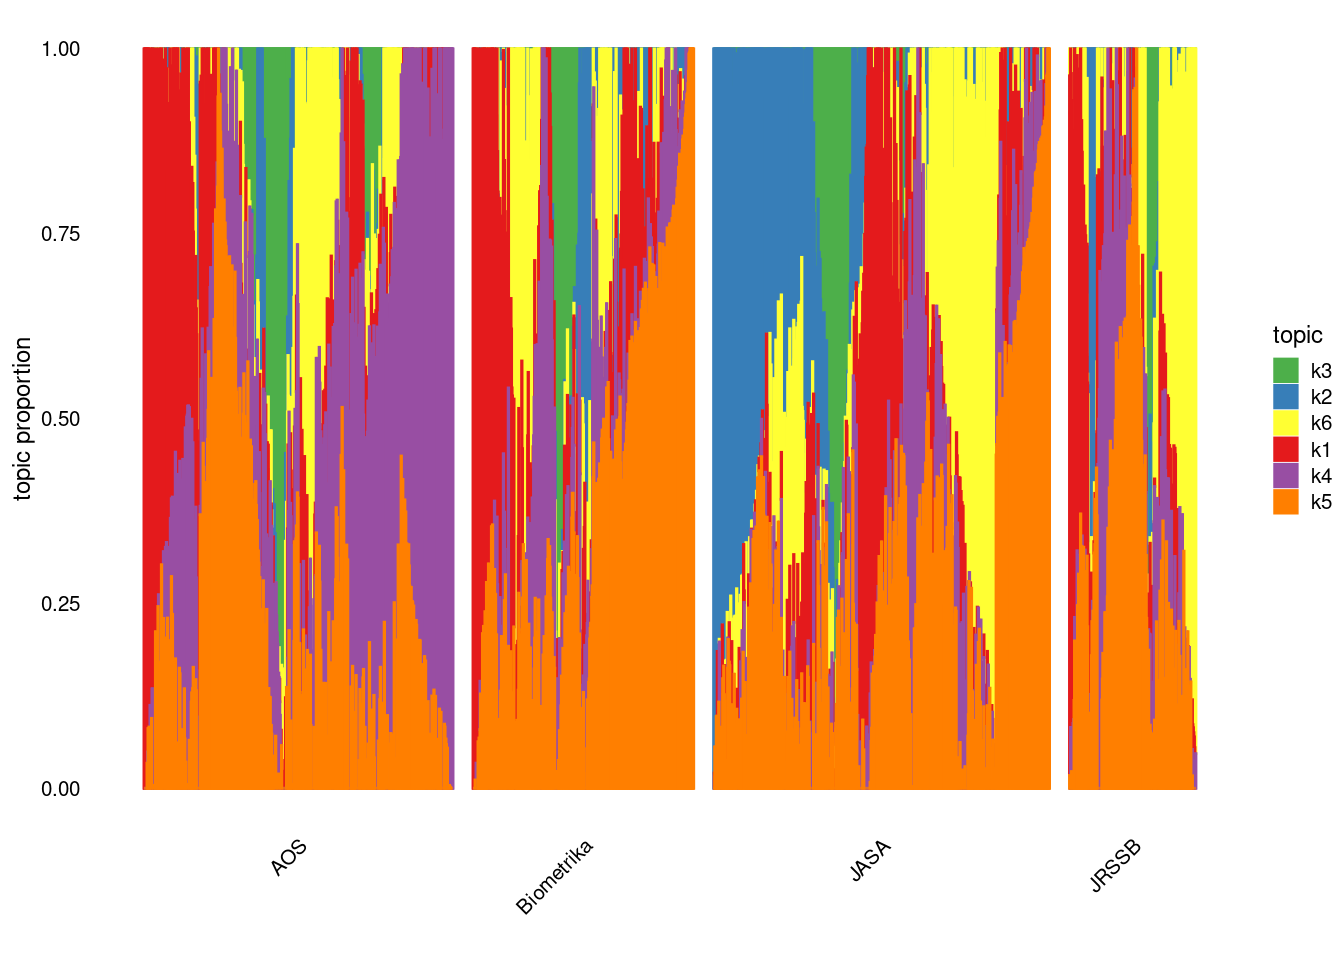 1.00
0.75
0.50
0.25
0.00
topic proportion
AOS
Biometrika
JASA
JRSSB
topic
k3
k2
k6
k1
k4
k5